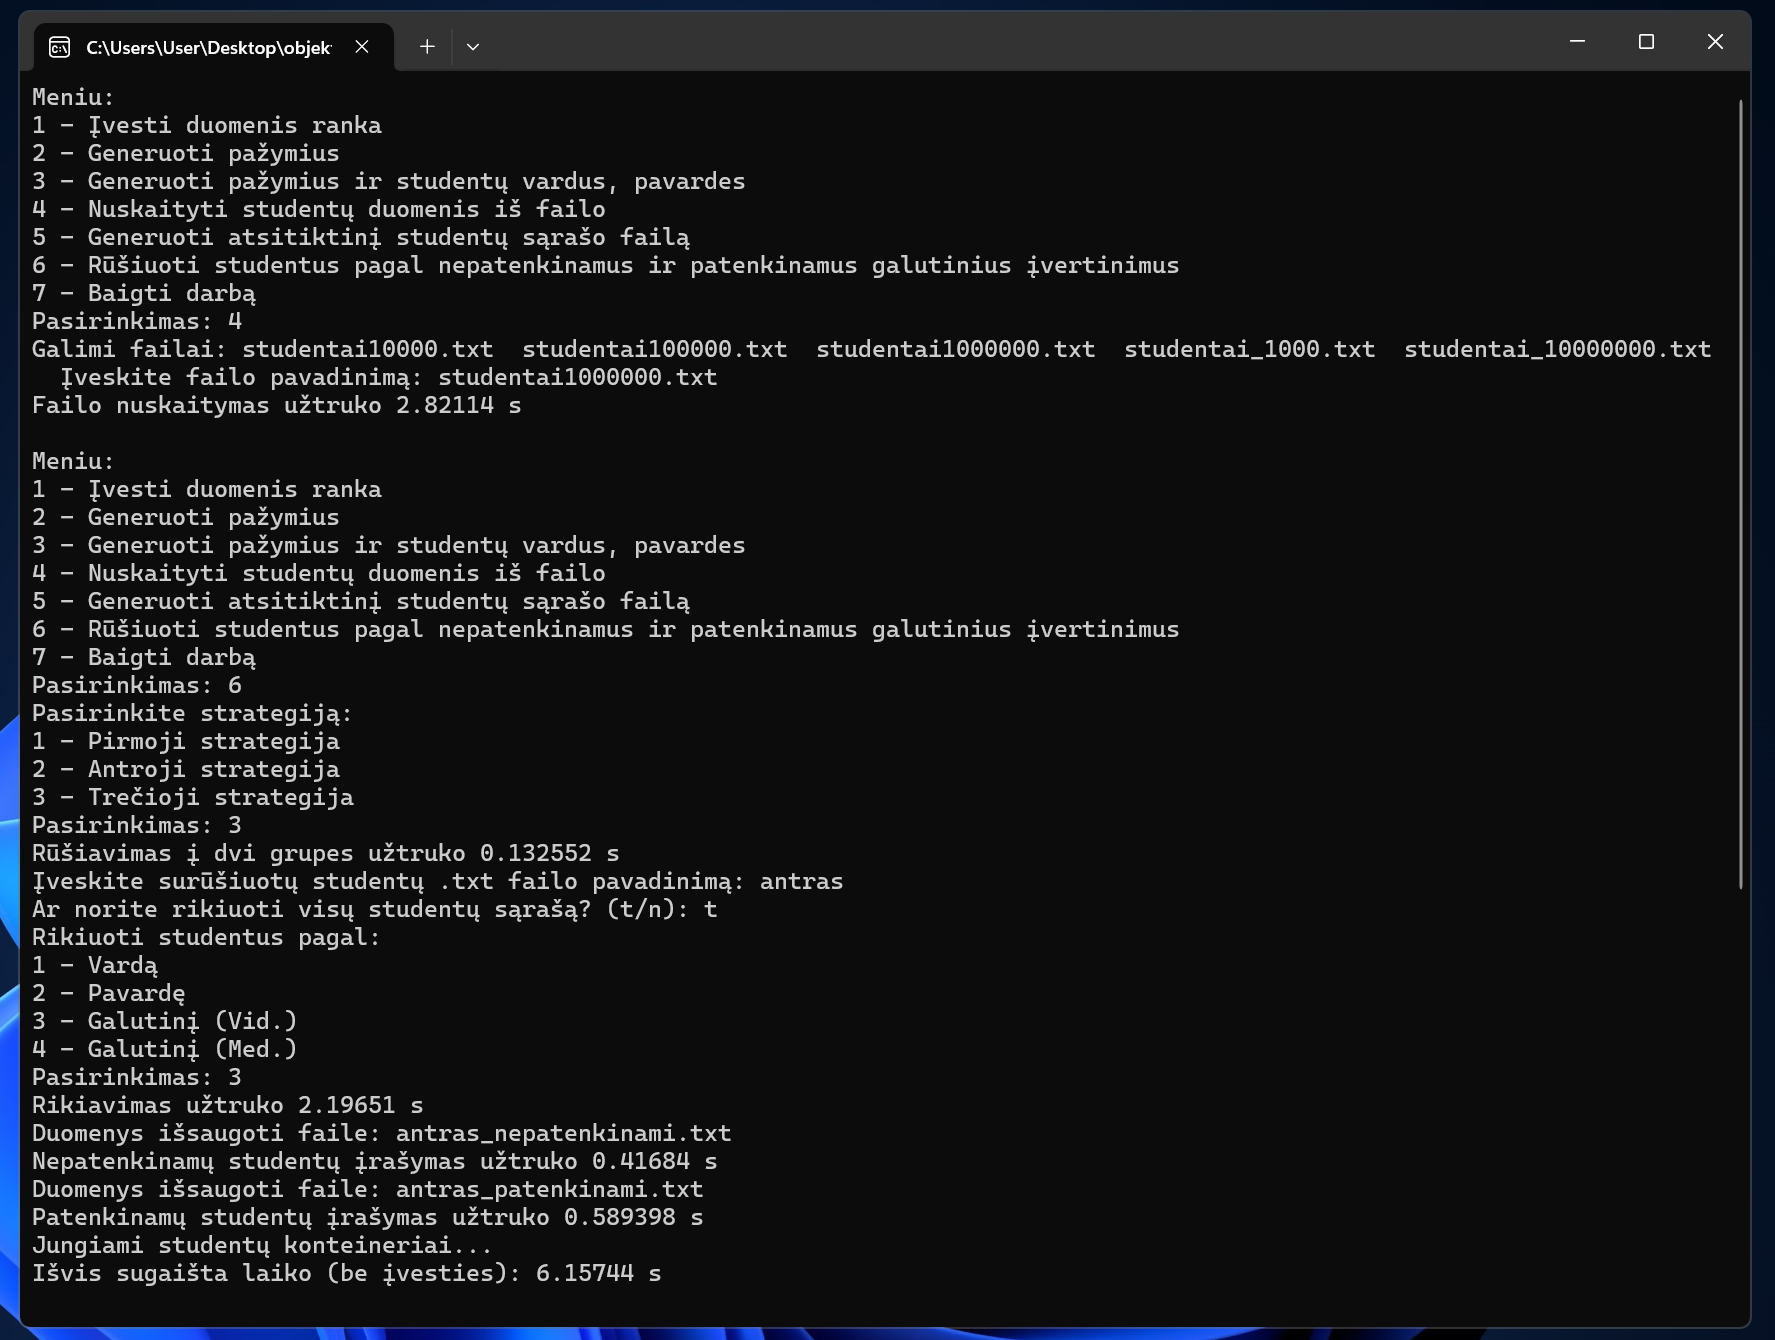 C:\Users\User\Desktop\objek
Meniu:
1 - Įvesti duomenis ranka
2 - Generuoti pažymius
3 - Generuoti pažymius ir studentų vardus, pavardes
4 - Nuskaityti studentų duomenis iš failo
5 - Generuoti atsitiktinį studentų sąrašo failą
6 - Rūšiuoti studentus pagal nepatenkinamus ir patenkinamus galutinius įvertinimus
7 - Baigti darbą
Pasirinkimas: 4
Galimi failai: studentai10000.txt  studentai100000.txt  studentai1000000.txt  studentai_1000.txt  studentai_10000000.txt
  Įveskite failo pavadinimą: studentai1000000.txt
Failo nuskaitymas užtruko 2.82114 s
Meniu:
1 - Įvesti duomenis ranka
2 - Generuoti pažymius
3 - Generuoti pažymius ir studentų vardus, pavardes
4 - Nuskaityti studentų duomenis iš failo
5 - Generuoti atsitiktinį studentų sąrašo failą
6 - Rūšiuoti studentus pagal nepatenkinamus ir patenkinamus galutinius įvertinimus
7 - Baigti darbą
Pasirinkimas: 6
Pasirinkite strategiją:
1 - Pirmoji strategija
2 - Antroji strategija
3 - Trečioji strategija
Pasirinkimas: 3
Rūšiavimas į dvi grupes užtruko 0.132552 s
Įveskite surūšiuotų studentų .txt failo pavadinimą: antras
Ar norite rikiuoti visų studentų sąrašą? (t/n): t
Rikiuoti studentus pagal:
1 - Vardą
2 - Pavardę
3 - Galutinį (Vid.)
4 - Galutinį (Med.)
Pasirinkimas: 3
Rikiavimas užtruko 2.19651 s
Duomenys išsaugoti faile: antras_nepatenkinami.txt
Nepatenkinamų studentų įrašymas užtruko 0.41684 s
Duomenys išsaugoti faile: antras_patenkinami.txt
Patenkinamų studentų įrašymas užtruko 0.589398 s
Jungiami studentų konteineriai...
Išvis sugaišta laiko (be įvesties): 6.15744 s